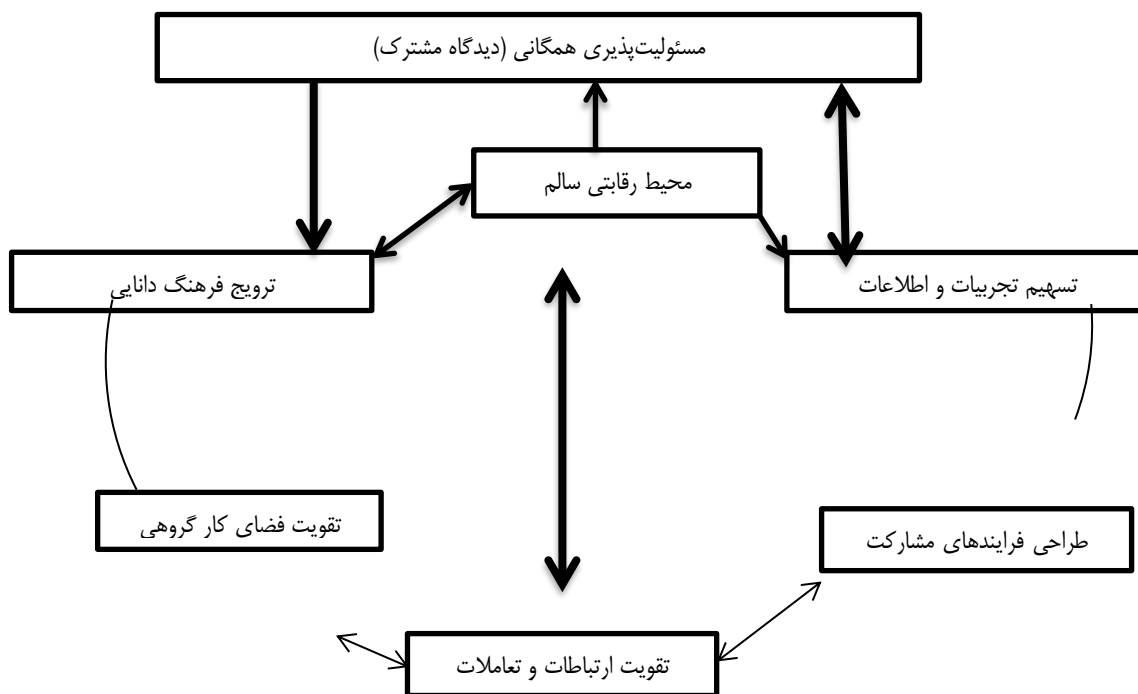 مسئولیت‌پذیری همگانی (دیدگاه مشترک)
محیط رقابتی سالم
تسهیم تجربیات و اطلاعات
ترویج فرهنگ دانایی
طراحی فرایندهای مشارکت
تقویت فضای کار گروهی
تقویت ارتباطات و تعاملات